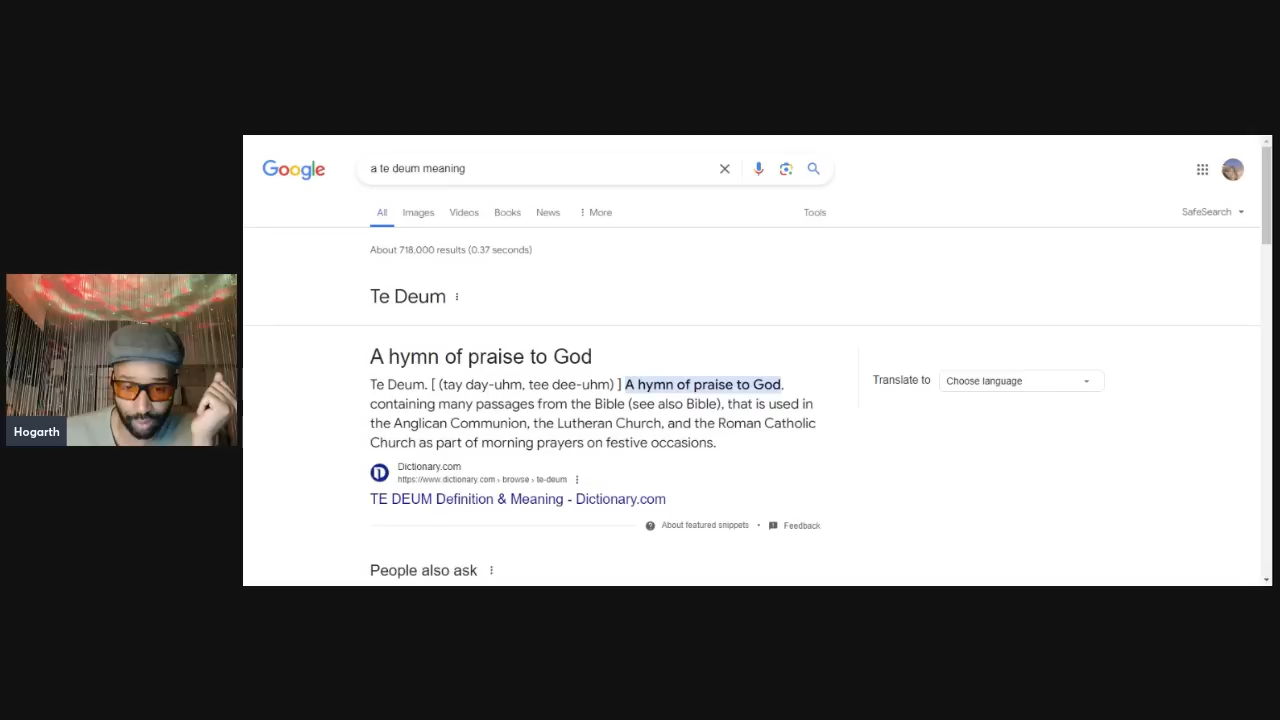 Google
a te deum meaning
All Images Videos Books News More Tools
SafeSearch
About 718,000 results (0.37 seconds)
Te Deum
A hymn of praise to God
Te Deum. [ (tay day-uhm, tee dee-uhm) ] A hymn of praise to God,
containing many passages from the Bible (see also Bible), that is used in
the Anglican Communion, the Lutheran Church, and the Roman Catholic
Church as part of morning prayers on festive occasions.
Translate to Choose language
Hogarth
Dictionary.com
https://www.dictionary.com › browse › te-deum
TE DEUM Definition & Meaning - Dictionary.com
About featured snippets • Feedback
People also ask